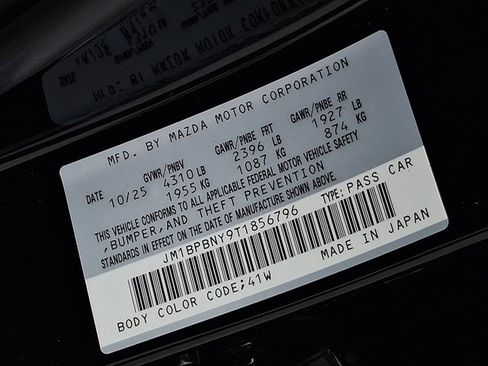 MFD. BY MAZDA MOTOR CORPORATION
DATE GVWR/PNBV GAWR/PNBE FRT GAWR/PNBE RR
10/25 4310 LB 2396 LB 1927 LB
1955 KG 1087 KG 874 KG
THIS VEHICLE CONFORMS TO ALL APPLICABLE FEDERAL MOTOR VEHICLE SAFETY
,BUMPER,AND THEFT PREVENTION
STANDARDS IN EFFECT ON THE DATE OF MANUFACTURE SHOWN ABOVE.
JM1BPBNY9T1856796 TYPE: PASS CAR
BODY COLOR CODE;41W MADE IN JAPAN